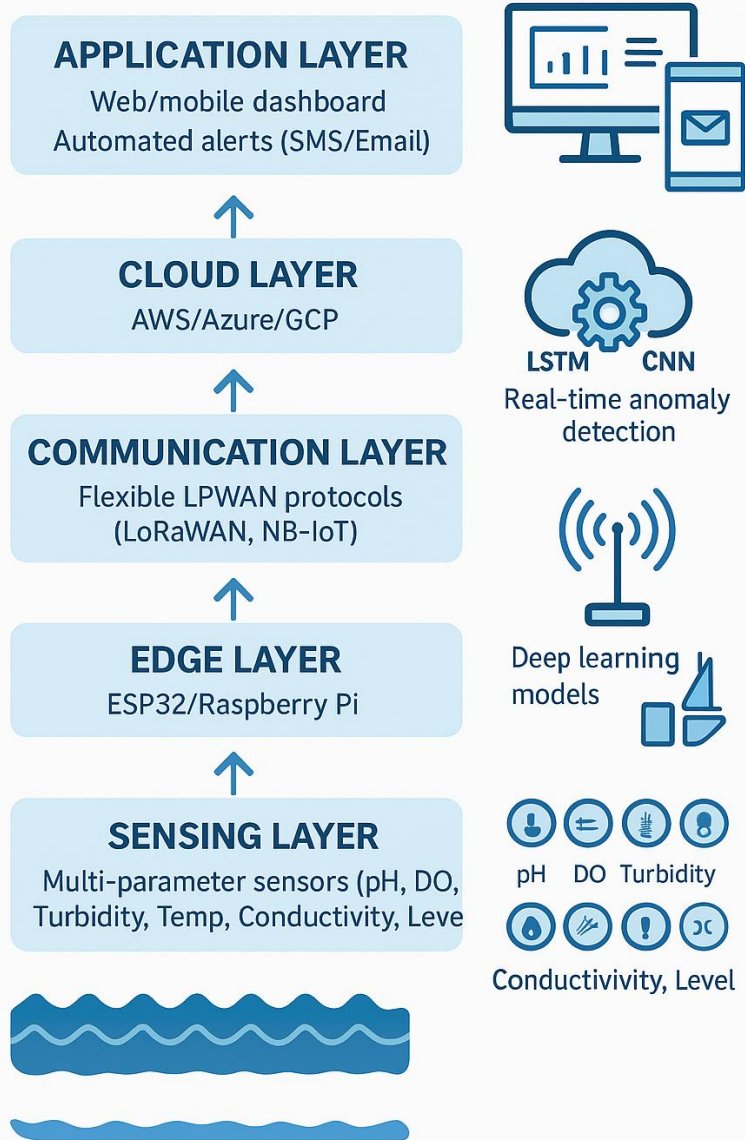 APPLICATION LAYER
Web/mobile dashboard
Automated alerts (SMS/Email)
CLOUD LAYER
AWS/Azure/GCP
LSTM CNN
Real-time anomaly
detection
COMMUNICATION LAYER
Flexible LPWAN protocols
(LoRaWAN, NB-IoT)
EDGE LAYER
ESP32/Raspberry Pi
Deep learning
models
SENSING LAYER
Multi-parameter sensors (pH, DO,
Turbidity, Temp, Conductivity, Leve
pH DO Turbidity
Conductivivity, Level